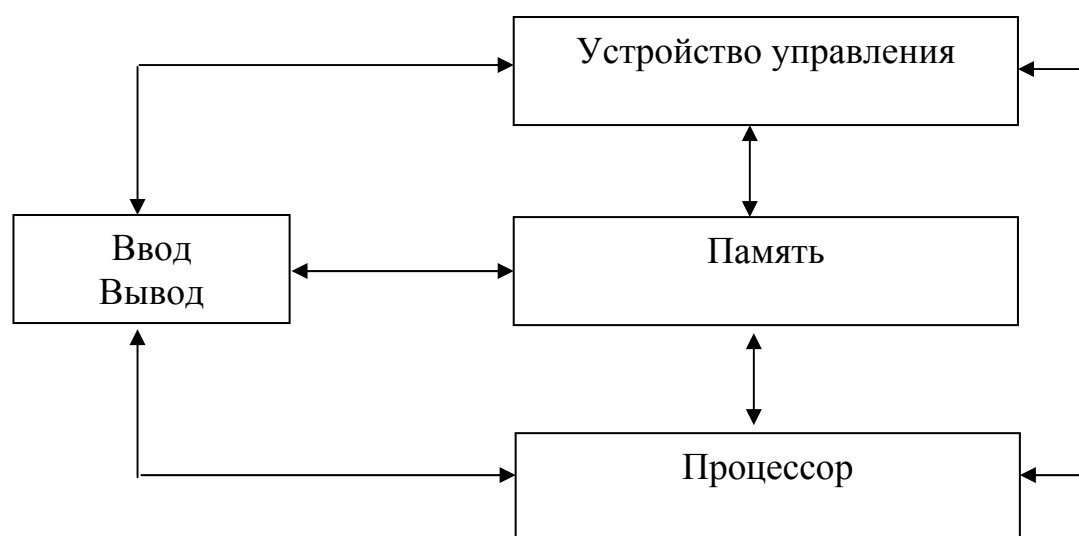 Устройство управления
Ввод
Вывод
Память
Процессор